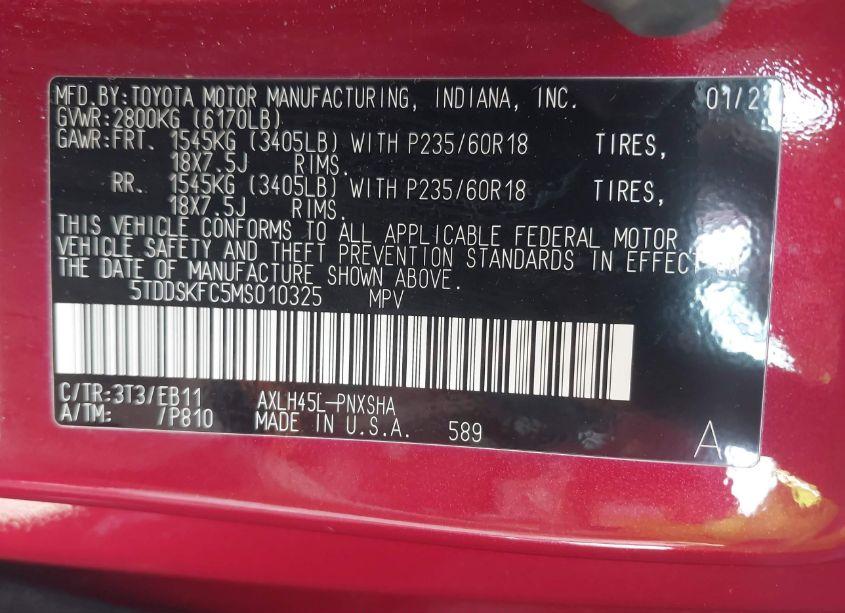 MFD.BY:TOYOTA MOTOR MANUFACTURING, INDIANA, INC. 01/21
GVWR:2800KG (6170LB)
GAWR:FRT. 1545KG (3405LB) WITH P235/60R18 TIRES,
18X7.5J RIMS.
RR. 1545KG (3405LB) WITH P235/60R18 TIRES,
18X7.5J RIMS.
THIS VEHICLE CONFORMS TO ALL APPLICABLE FEDERAL MOTOR
VEHICLE SAFETY AND THEFT PREVENTION STANDARDS IN EFFECT ON
THE DATE OF MANUFACTURE SHOWN ABOVE.
5TDDSKFC5MS010325 MPV
C/TR:3T3/EB11 AXLH45L-PNXSHA
A/TM: /P810 MADE IN U.S.A. 589
A